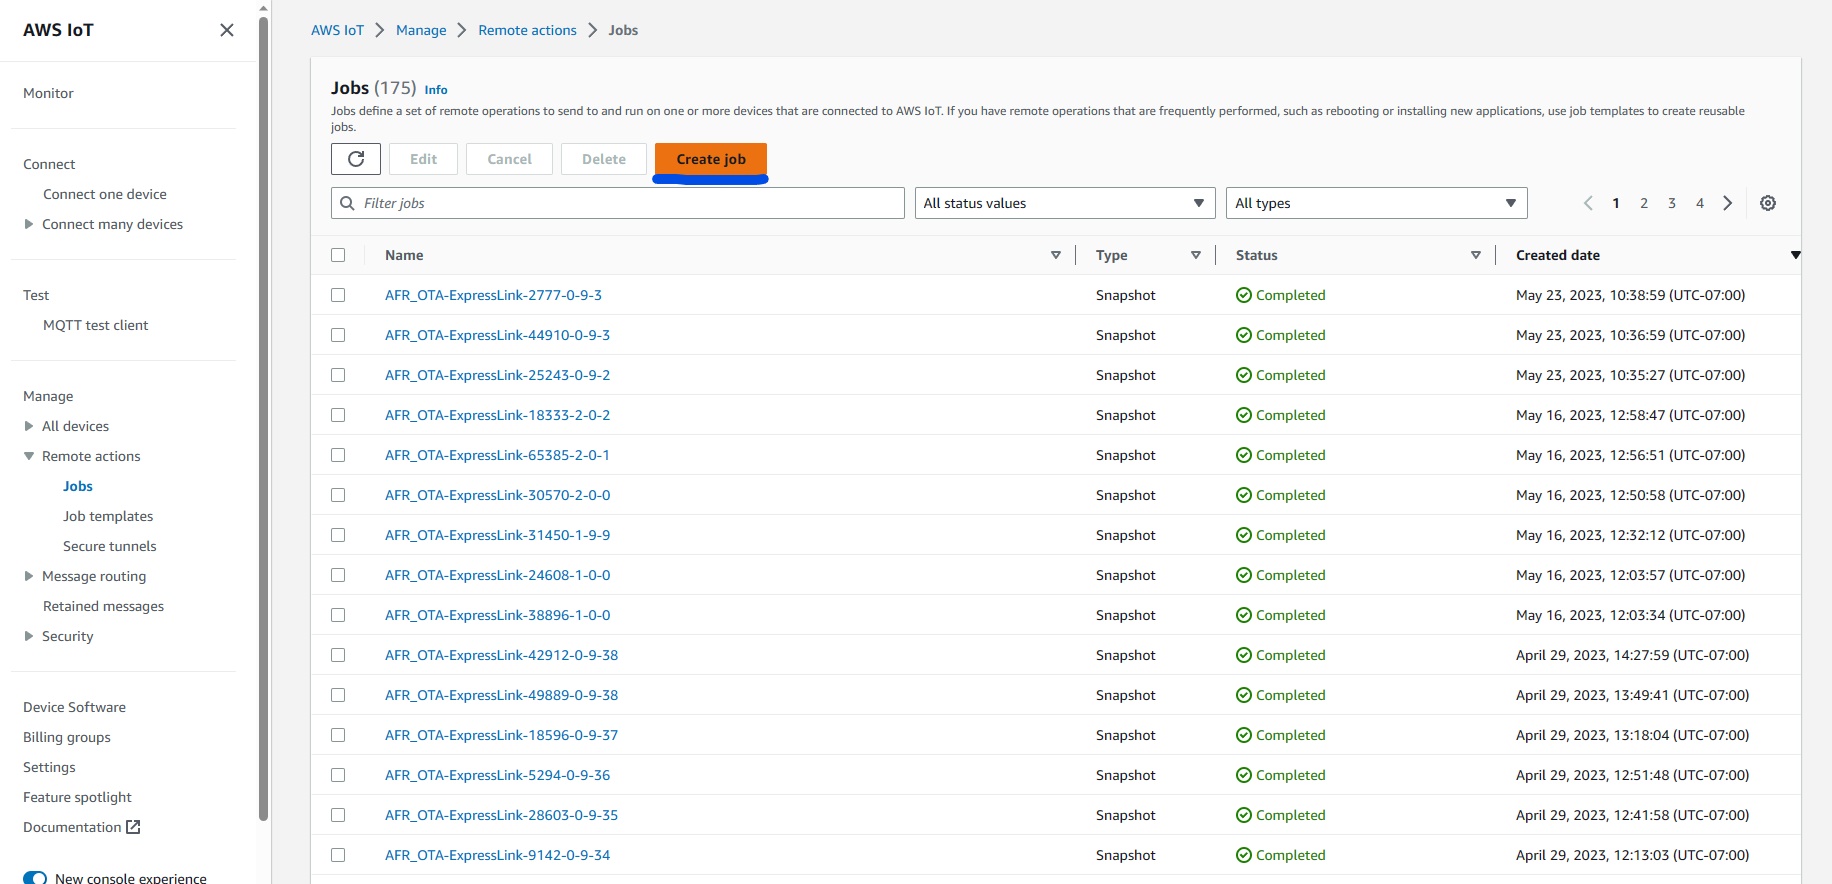 AWS IoT
Monitor
Connect
Connect one device
Connect many devices
Test
MQTT test client
Manage
All devices
Remote actions
Jobs
Job templates
Secure tunnels
Message routing
Retained messages
Security
Device Software
Billing groups
Settings
Feature spotlight
Documentation
New console experience
AWS IoT Manage Remote actions Jobs
Jobs (175) Info
Jobs define a set of remote operations to send to and run on one or more devices that are connected to AWS IoT. If you have remote operations that are frequently performed, such as rebooting or installing new applications, use job templates to create reusable
jobs.
Edit Cancel Delete Create job
Filter jobs All status values All types 1 2 3 4
Name Type Status Created date
AFR_OTA-ExpressLink-2777-0-9-3 Snapshot Completed May 23, 2023, 10:38:59 (UTC-07:00)
AFR_OTA-ExpressLink-44910-0-9-3 Snapshot Completed May 23, 2023, 10:36:59 (UTC-07:00)
AFR_OTA-ExpressLink-25243-0-9-2 Snapshot Completed May 23, 2023, 10:35:27 (UTC-07:00)
AFR_OTA-ExpressLink-18333-2-0-2 Snapshot Completed May 16, 2023, 12:58:47 (UTC-07:00)
AFR_OTA-ExpressLink-65385-2-0-1 Snapshot Completed May 16, 2023, 12:56:51 (UTC-07:00)
AFR_OTA-ExpressLink-30570-2-0-0 Snapshot Completed May 16, 2023, 12:50:58 (UTC-07:00)
AFR_OTA-ExpressLink-31450-1-9-9 Snapshot Completed May 16, 2023, 12:32:12 (UTC-07:00)
AFR_OTA-ExpressLink-24608-1-0-0 Snapshot Completed May 16, 2023, 12:03:57 (UTC-07:00)
AFR_OTA-ExpressLink-38896-1-0-0 Snapshot Completed May 16, 2023, 12:03:34 (UTC-07:00)
AFR_OTA-ExpressLink-42912-0-9-38 Snapshot Completed April 29, 2023, 14:27:59 (UTC-07:00)
AFR_OTA-ExpressLink-49889-0-9-38 Snapshot Completed April 29, 2023, 13:49:41 (UTC-07:00)
AFR_OTA-ExpressLink-18596-0-9-37 Snapshot Completed April 29, 2023, 13:18:04 (UTC-07:00)
AFR_OTA-ExpressLink-5294-0-9-36 Snapshot Completed April 29, 2023, 12:51:48 (UTC-07:00)
AFR_OTA-ExpressLink-28603-0-9-35 Snapshot Completed April 29, 2023, 12:41:58 (UTC-07:00)
AFR_OTA-ExpressLink-9142-0-9-34 Snapshot Completed April 29, 2023, 12:13:03 (UTC-07:00)